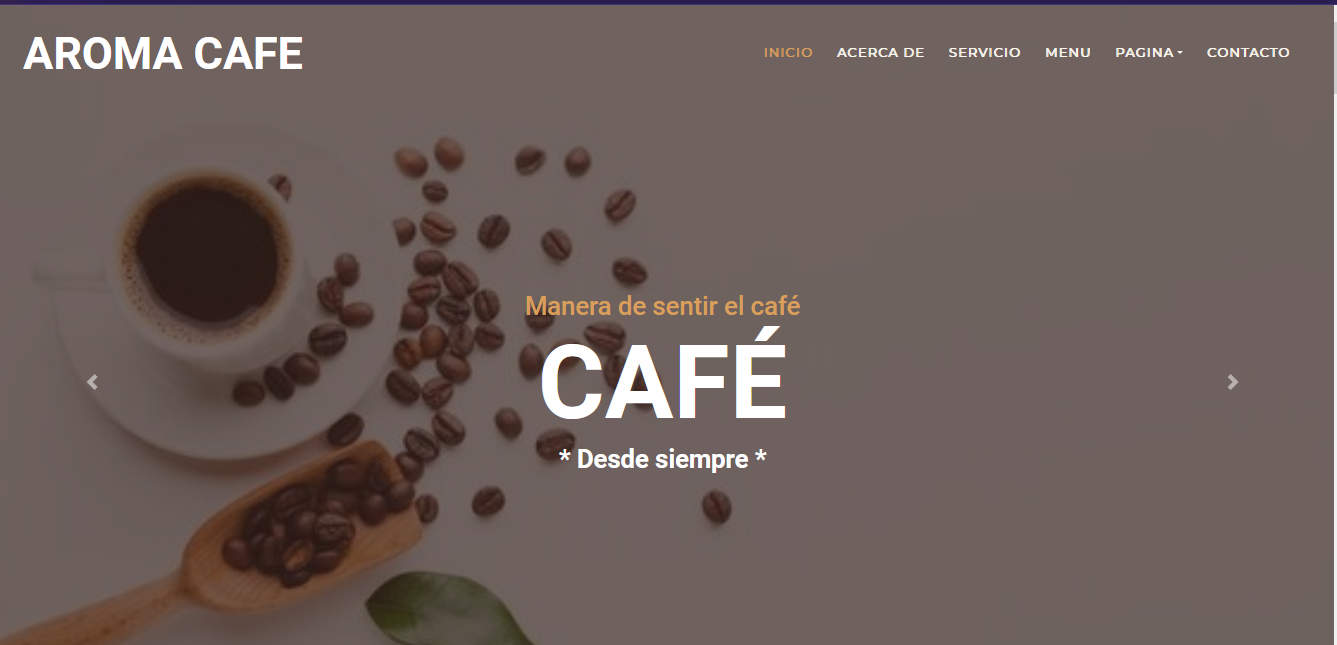 AROMA CAFE
INICIO ACERCA DE SERVICIO MENU PAGINA CONTACTO
Manera de sentir el café
CAFÉ
* Desde siempre *